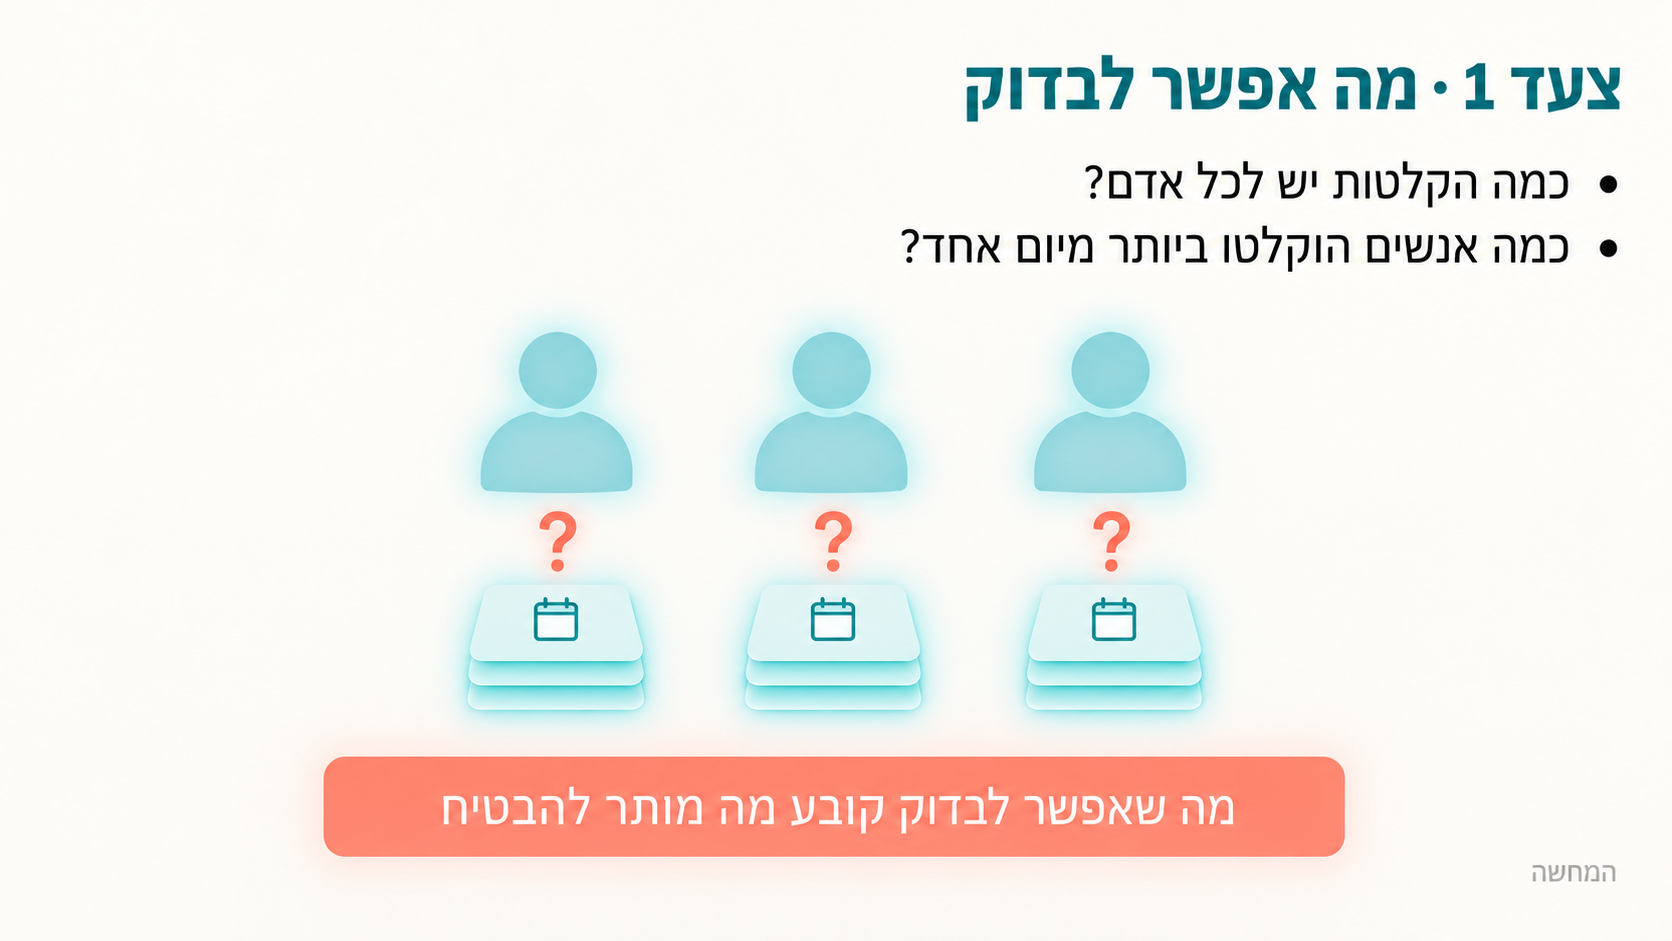 צעד 1 · מה אפשר לבדוק
• כמה הקלטות יש לכל אדם?
• כמה אנשים הוקלטו ביותר מיום אחד?
? ? ?
מה שאפשר לבדוק קובע מה מותר להבטיח
המחשה